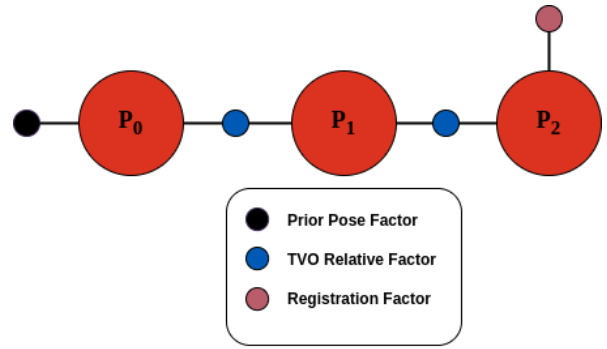 P₀
P₁
P₂
Prior Pose Factor
TVO Relative Factor
Registration Factor